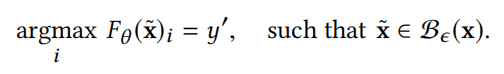 argmax F_θ(x̃)_i = y′, such that x̃ ∈ ℬ_ϵ(x).
i